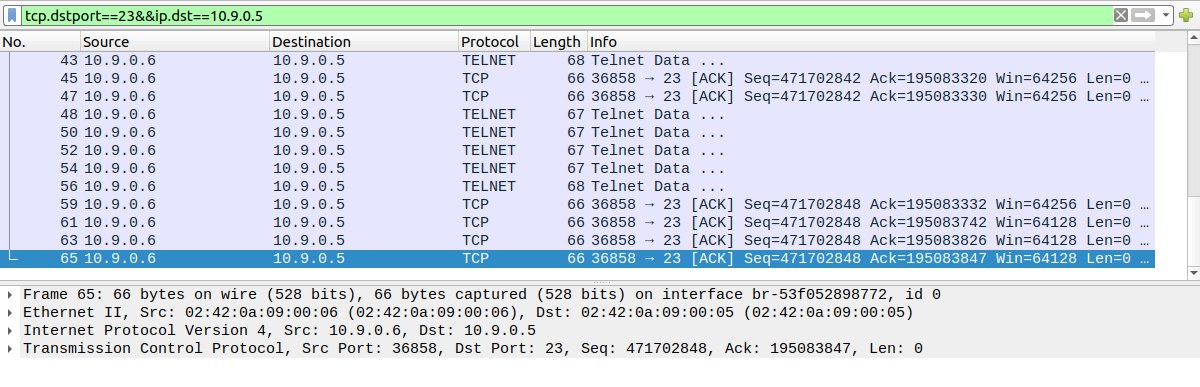 tcp.dstport==23&&ip.dst==10.9.0.5
No. Source Destination Protocol Length Info
43 10.9.0.6 10.9.0.5 TELNET 68 Telnet Data ...
45 10.9.0.6 10.9.0.5 TCP 66 36858 → 23 [ACK] Seq=471702842 Ack=195083320 Win=64256 Len=0 …
47 10.9.0.6 10.9.0.5 TCP 66 36858 → 23 [ACK] Seq=471702842 Ack=195083330 Win=64256 Len=0 …
48 10.9.0.6 10.9.0.5 TELNET 67 Telnet Data ...
50 10.9.0.6 10.9.0.5 TELNET 67 Telnet Data ...
52 10.9.0.6 10.9.0.5 TELNET 67 Telnet Data ...
54 10.9.0.6 10.9.0.5 TELNET 67 Telnet Data ...
56 10.9.0.6 10.9.0.5 TELNET 68 Telnet Data ...
59 10.9.0.6 10.9.0.5 TCP 66 36858 → 23 [ACK] Seq=471702848 Ack=195083332 Win=64256 Len=0 …
61 10.9.0.6 10.9.0.5 TCP 66 36858 → 23 [ACK] Seq=471702848 Ack=195083742 Win=64128 Len=0 …
63 10.9.0.6 10.9.0.5 TCP 66 36858 → 23 [ACK] Seq=471702848 Ack=195083826 Win=64128 Len=0 …
65 10.9.0.6 10.9.0.5 TCP 66 36858 → 23 [ACK] Seq=471702848 Ack=195083847 Win=64128 Len=0 …
Frame 65: 66 bytes on wire (528 bits), 66 bytes captured (528 bits) on interface br-53f052898772, id 0
Ethernet II, Src: 02:42:0a:09:00:06 (02:42:0a:09:00:06), Dst: 02:42:0a:09:00:05 (02:42:0a:09:00:05)
Internet Protocol Version 4, Src: 10.9.0.6, Dst: 10.9.0.5
Transmission Control Protocol, Src Port: 36858, Dst Port: 23, Seq: 471702848, Ack: 195083847, Len: 0